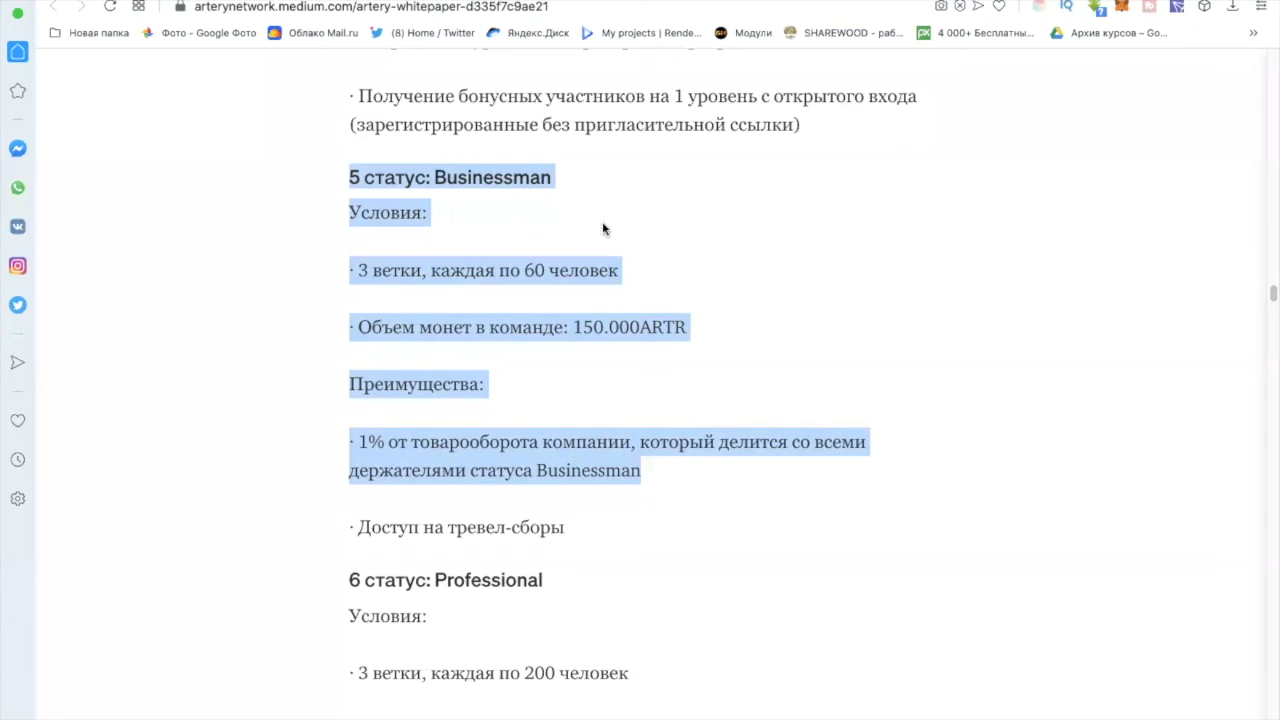 arterynetwork.medium.com/artery-whitepaper-d335f7c9ae21
Новая папка
Фото - Google Фото
Облако Mail.ru
(8) Home / Twitter
Яндекс.Диск
My projects | Rende...
Модули
SHAREWOOD - раб...
4 000+ Бесплатны...
Архив курсов – Go...
· Получение бонусных участников на 1 уровень с открытого входа
(зарегистрированные без пригласительной ссылки)
5 статус: Businessman
Условия:
· 3 ветки, каждая по 60 человек
· Объем монет в команде: 150.000ARTR
Преимущества:
· 1% от товарооборота компании, который делится со всеми
держателями статуса Businessman
· Доступ на тревел-сборы
6 статус: Professional
Условия:
· 3 ветки, каждая по 200 человек